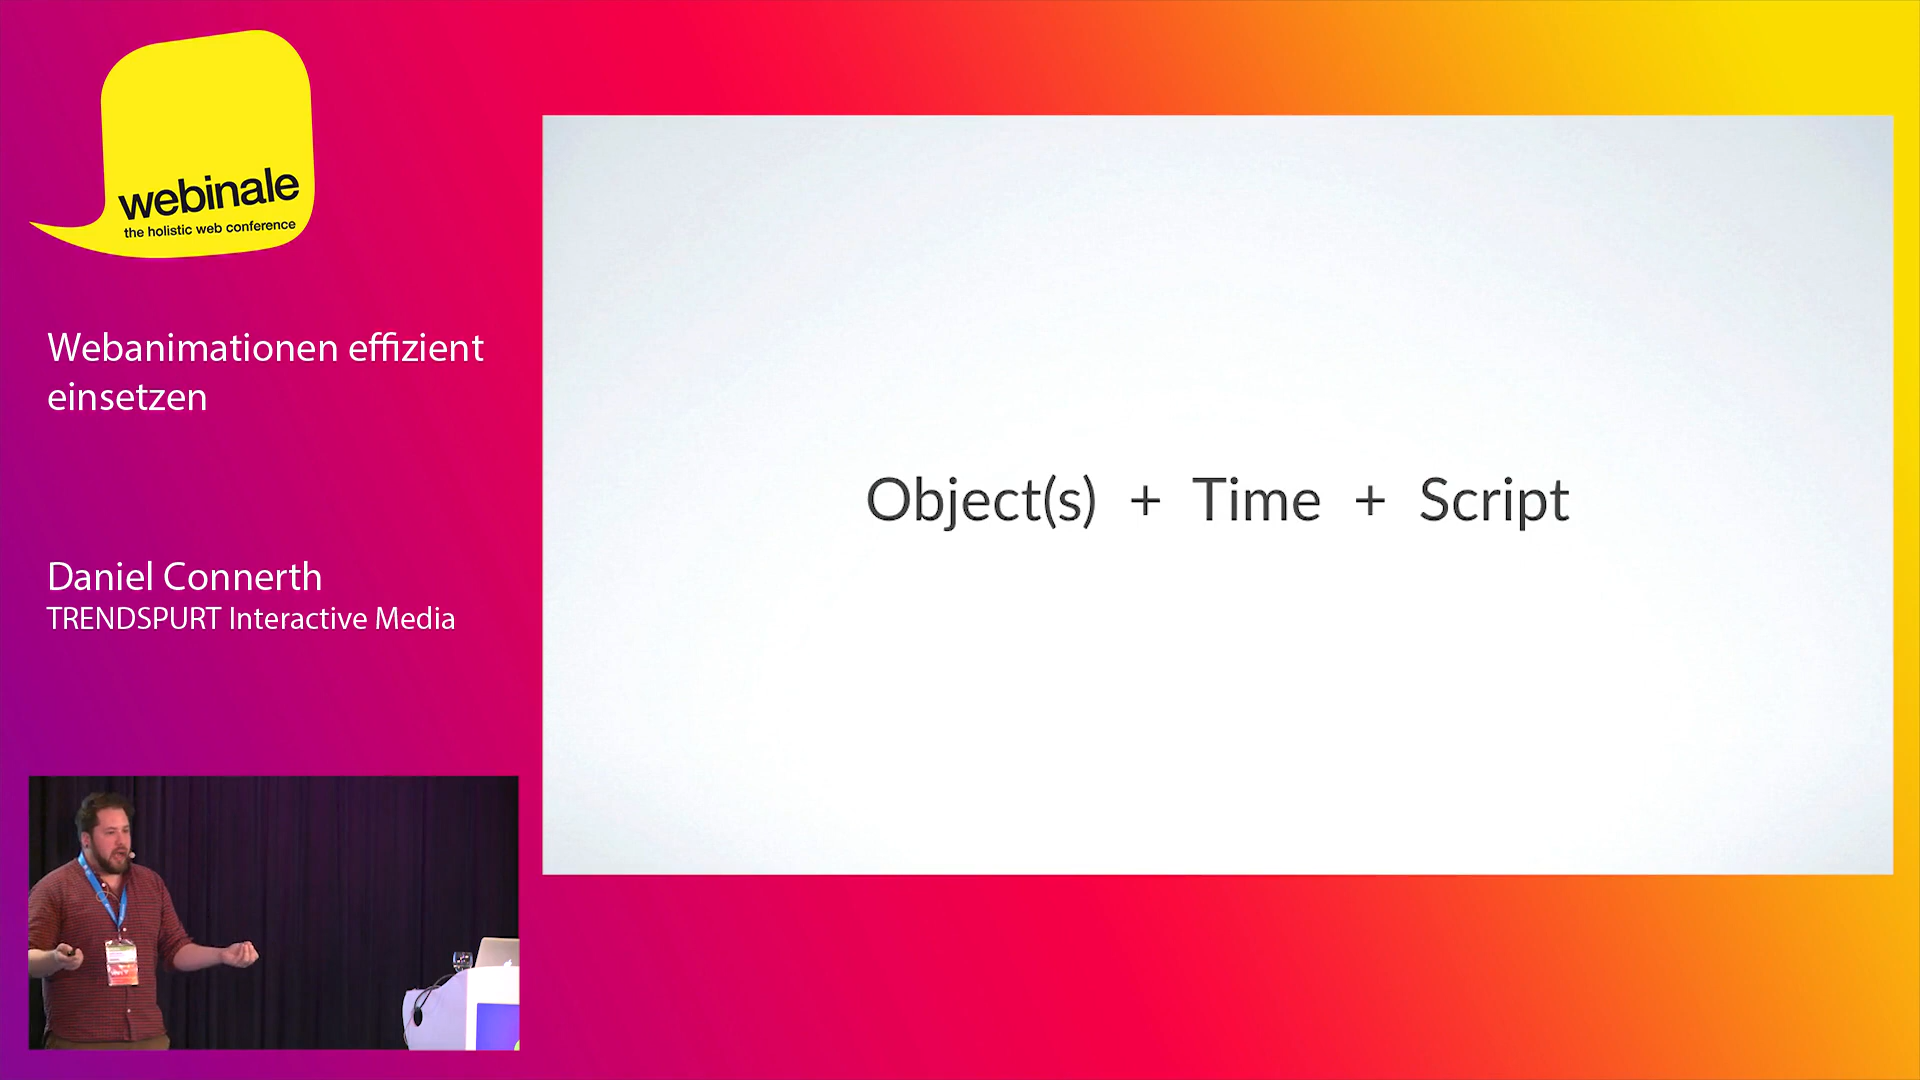 webinale
the holistic web conference
Webanimationen effizient
einsetzen
Daniel Connerth
TRENDSPURT Interactive Media
Object(s) + Time + Script